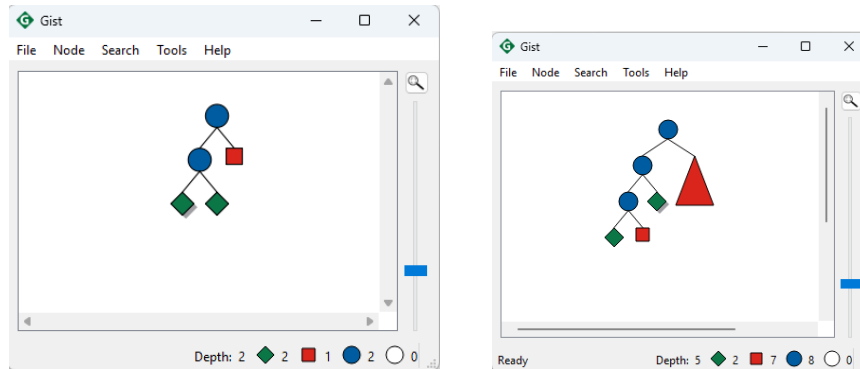 Gist
File Node Search Tools Help
Depth: 2 2 1 2 0
Gist
File Node Search Tools Help
Ready Depth: 5 2 7 8 0